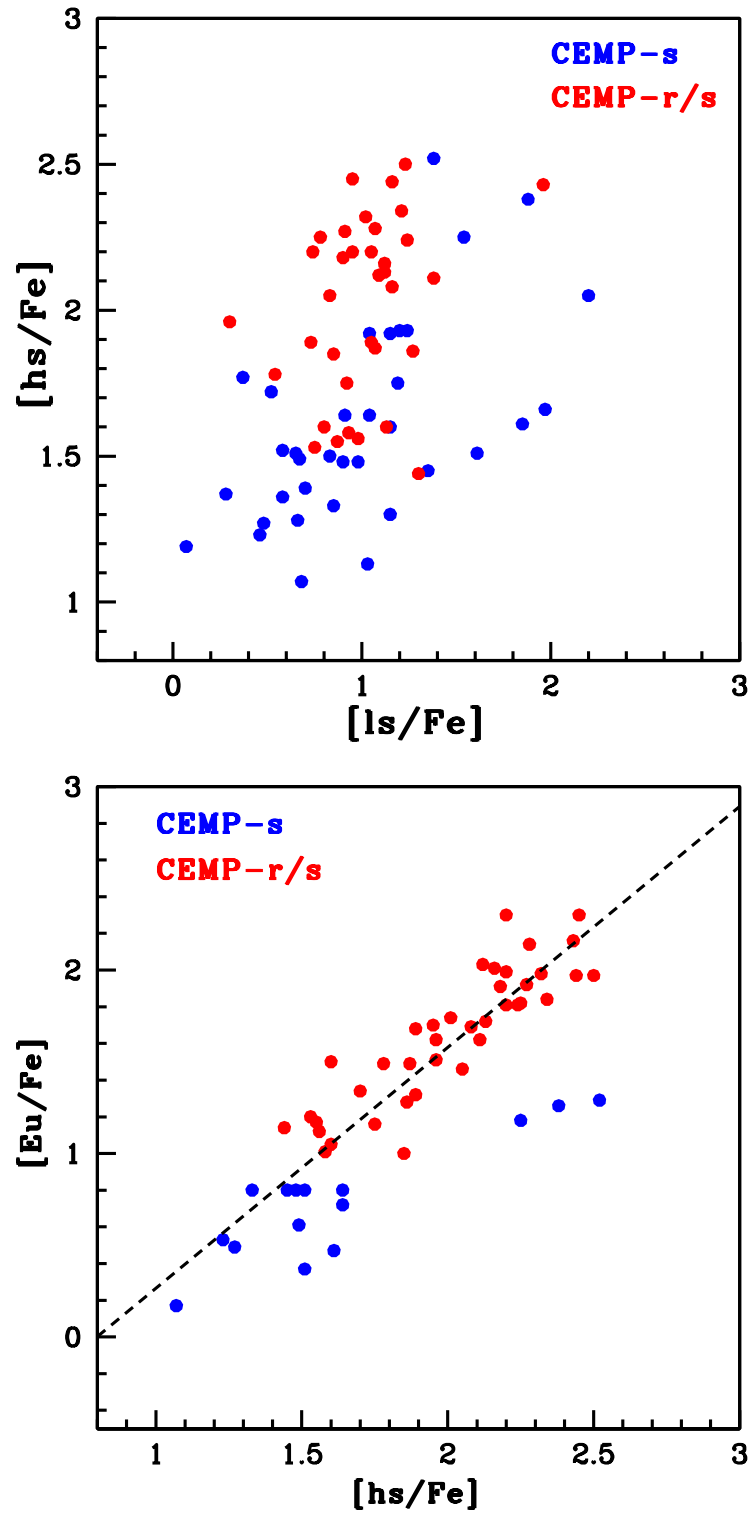 3
CEMP-s
CEMP-r/s
2.5
[hs/Fe]
2
1.5
1
0 1 2 3
[ls/Fe]
3
CEMP-s
CEMP-r/s
2
[Eu/Fe]
1
0
1 1.5 2 2.5 3
[hs/Fe]